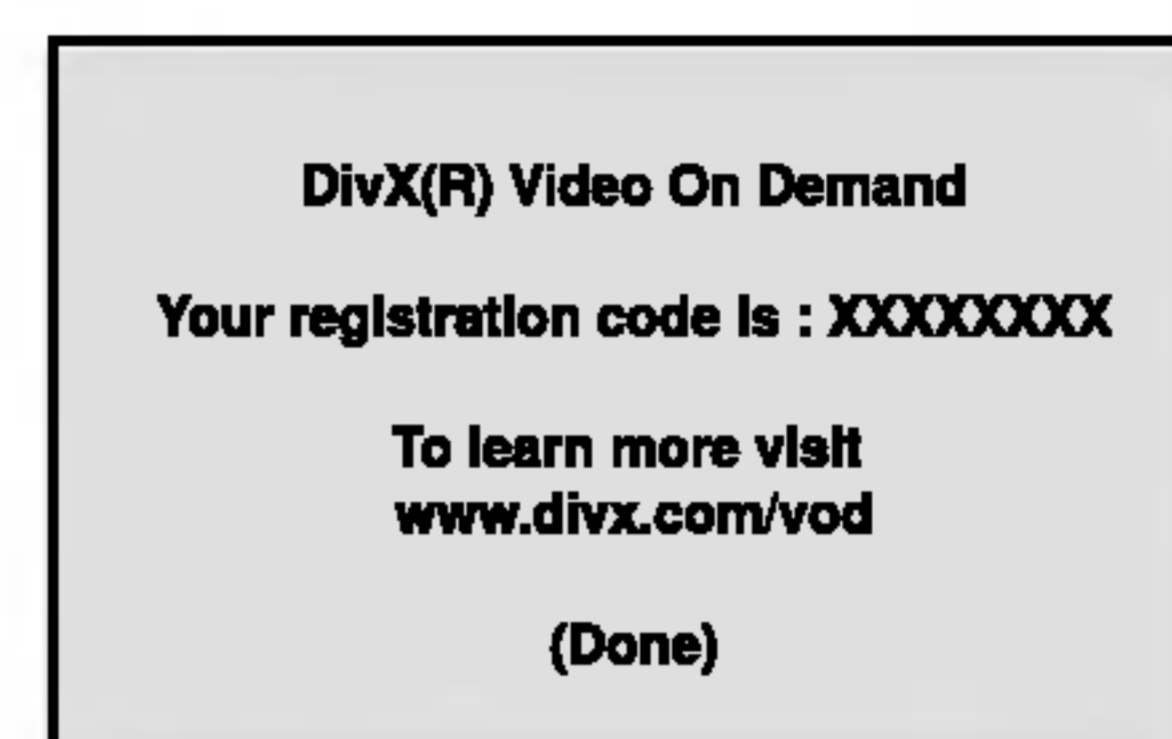 DivX(R) Video On Demand
Your registration code is : XXXXXXXX
To learn more visit
www.divx.com/vod
(Done)